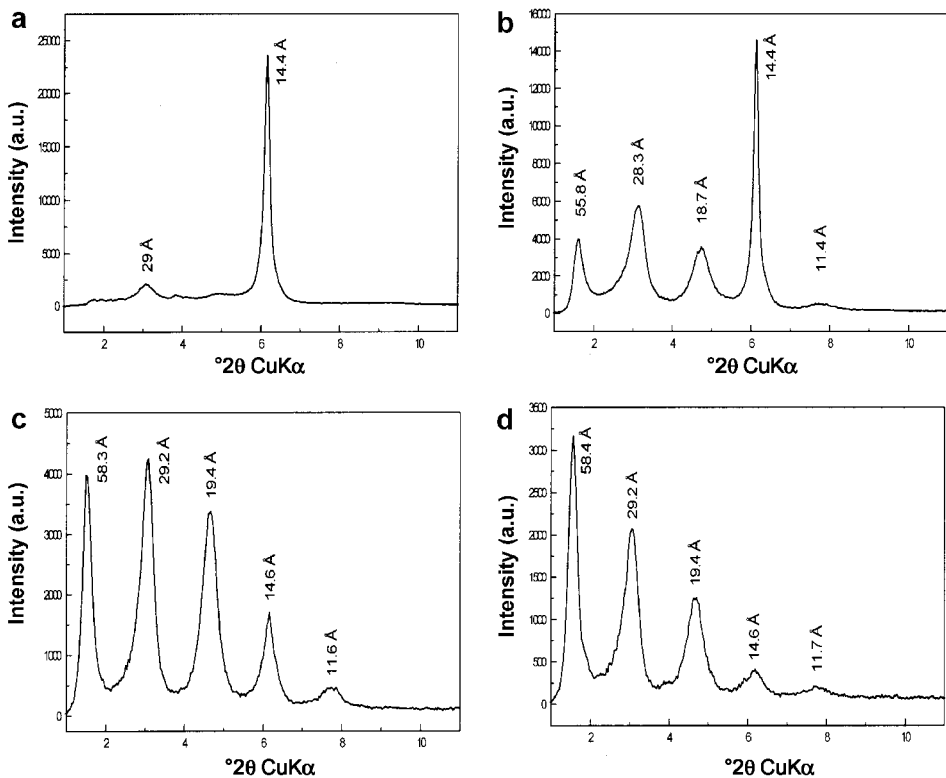 a
Intensity (a.u.)
25000
20000
15000
10000
5000
0
29 Å
14.4 Å
2
4
6
8
10
°2θ CuKα
b
Intensity (a.u.)
16000
14000
12000
10000
8000
6000
4000
2000
0
55.8 Å
28.3 Å
18.7 Å
14.4 Å
11.4 Å
2
4
6
8
10
°2θ CuKα
c
Intensity (a.u.)
5000
4000
3000
2000
1000
0
58.3 Å
29.2 Å
19.4 Å
14.6 Å
11.6 Å
2
4
6
8
10
°2θ CuKα
d
Intensity (a.u.)
3500
3000
2500
2000
1500
1000
500
0
58.4 Å
29.2 Å
19.4 Å
14.6 Å
11.7 Å
2
4
6
8
10
°2θ CuKα